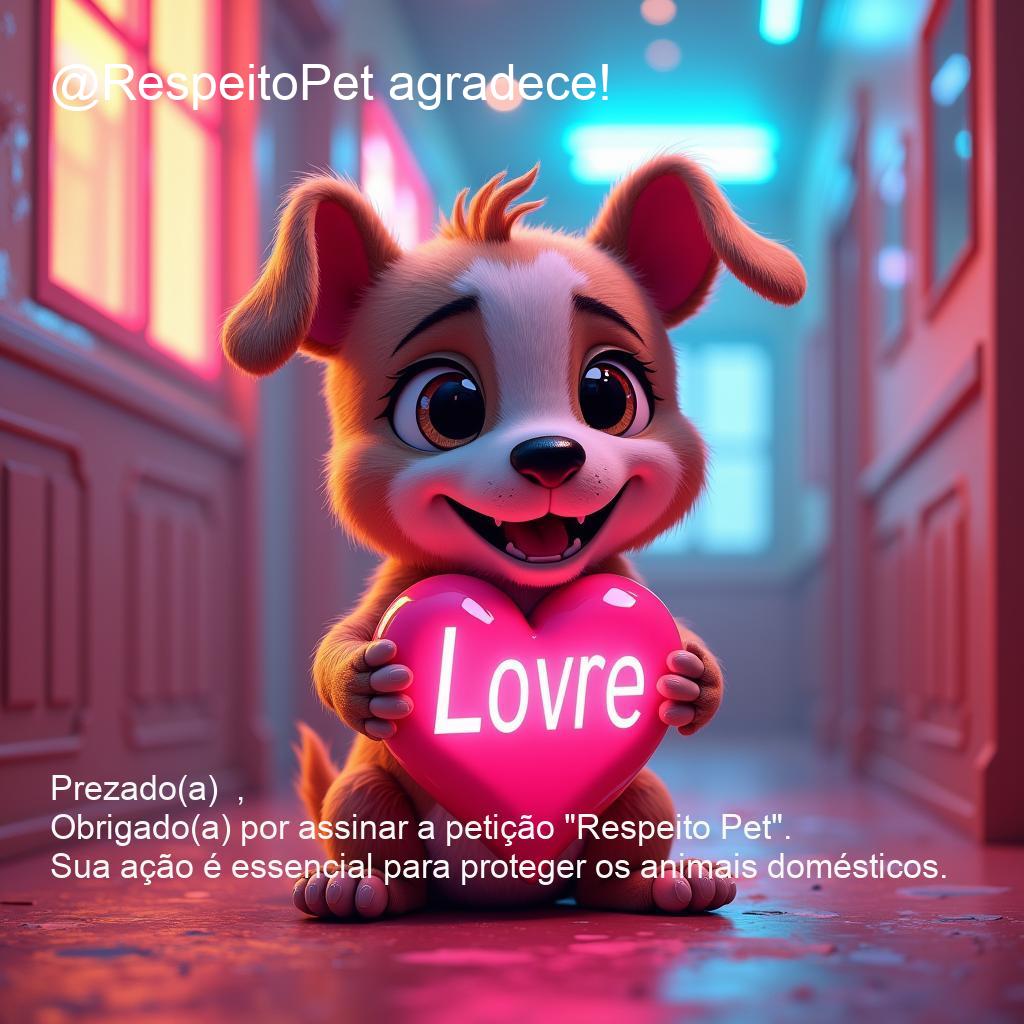 @RespeitoPet agradece!
Lovre
Prezado(a)  ,
Obrigado(a) por assinar a petição "Respeito Pet".
Sua ação é essencial para proteger os animais domésticos.